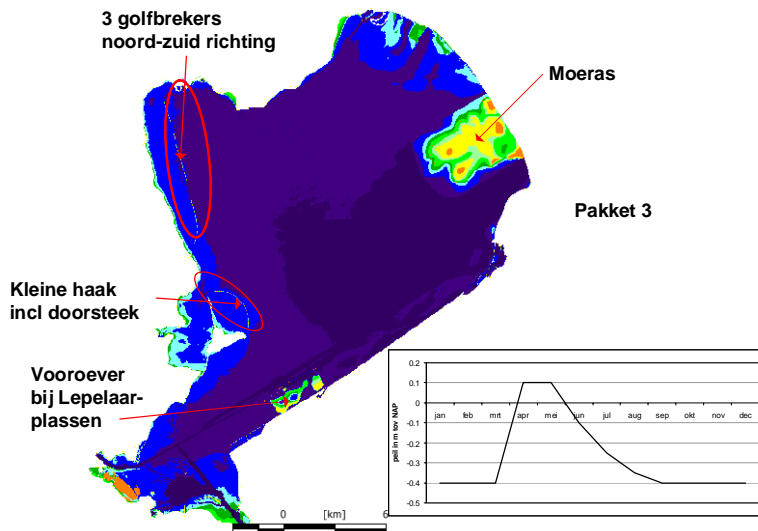 3 golfbrekers
noord-zuid richting
Moeras
Pakket 3
Kleine haak
incl doorsteek
Vooroever
bij Lepelaar-
plassen
0 [km] 6
peil in m tov NAP
0.2
0.1
0
-0.1
-0.2
-0.3
-0.4
-0.5
jan feb mrt apr mei jun jul aug sep okt nov dec